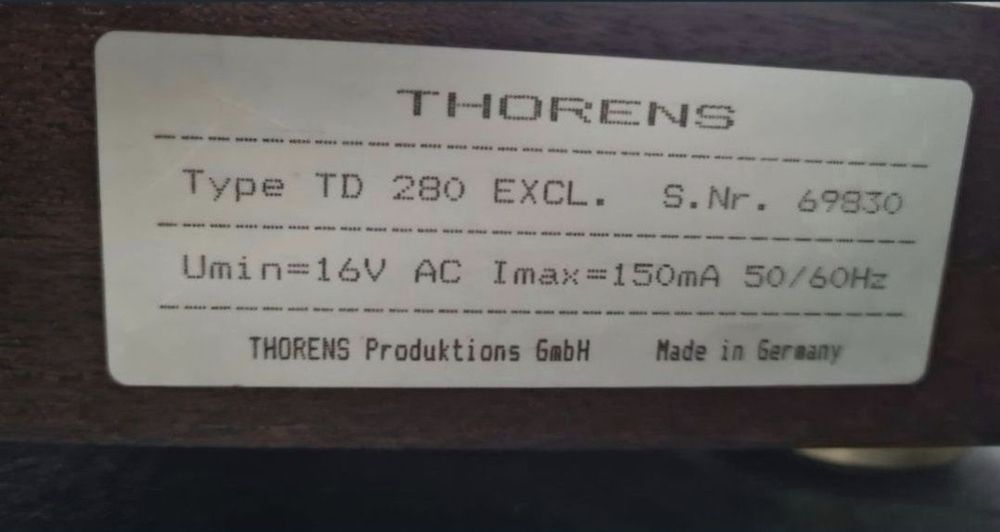 THORENS
Type TD 280 EXCL. S.Nr. 69830
Umin=16V AC Imax=150mA 50/60Hz
THORENS Produktions GmbH Made in Germany